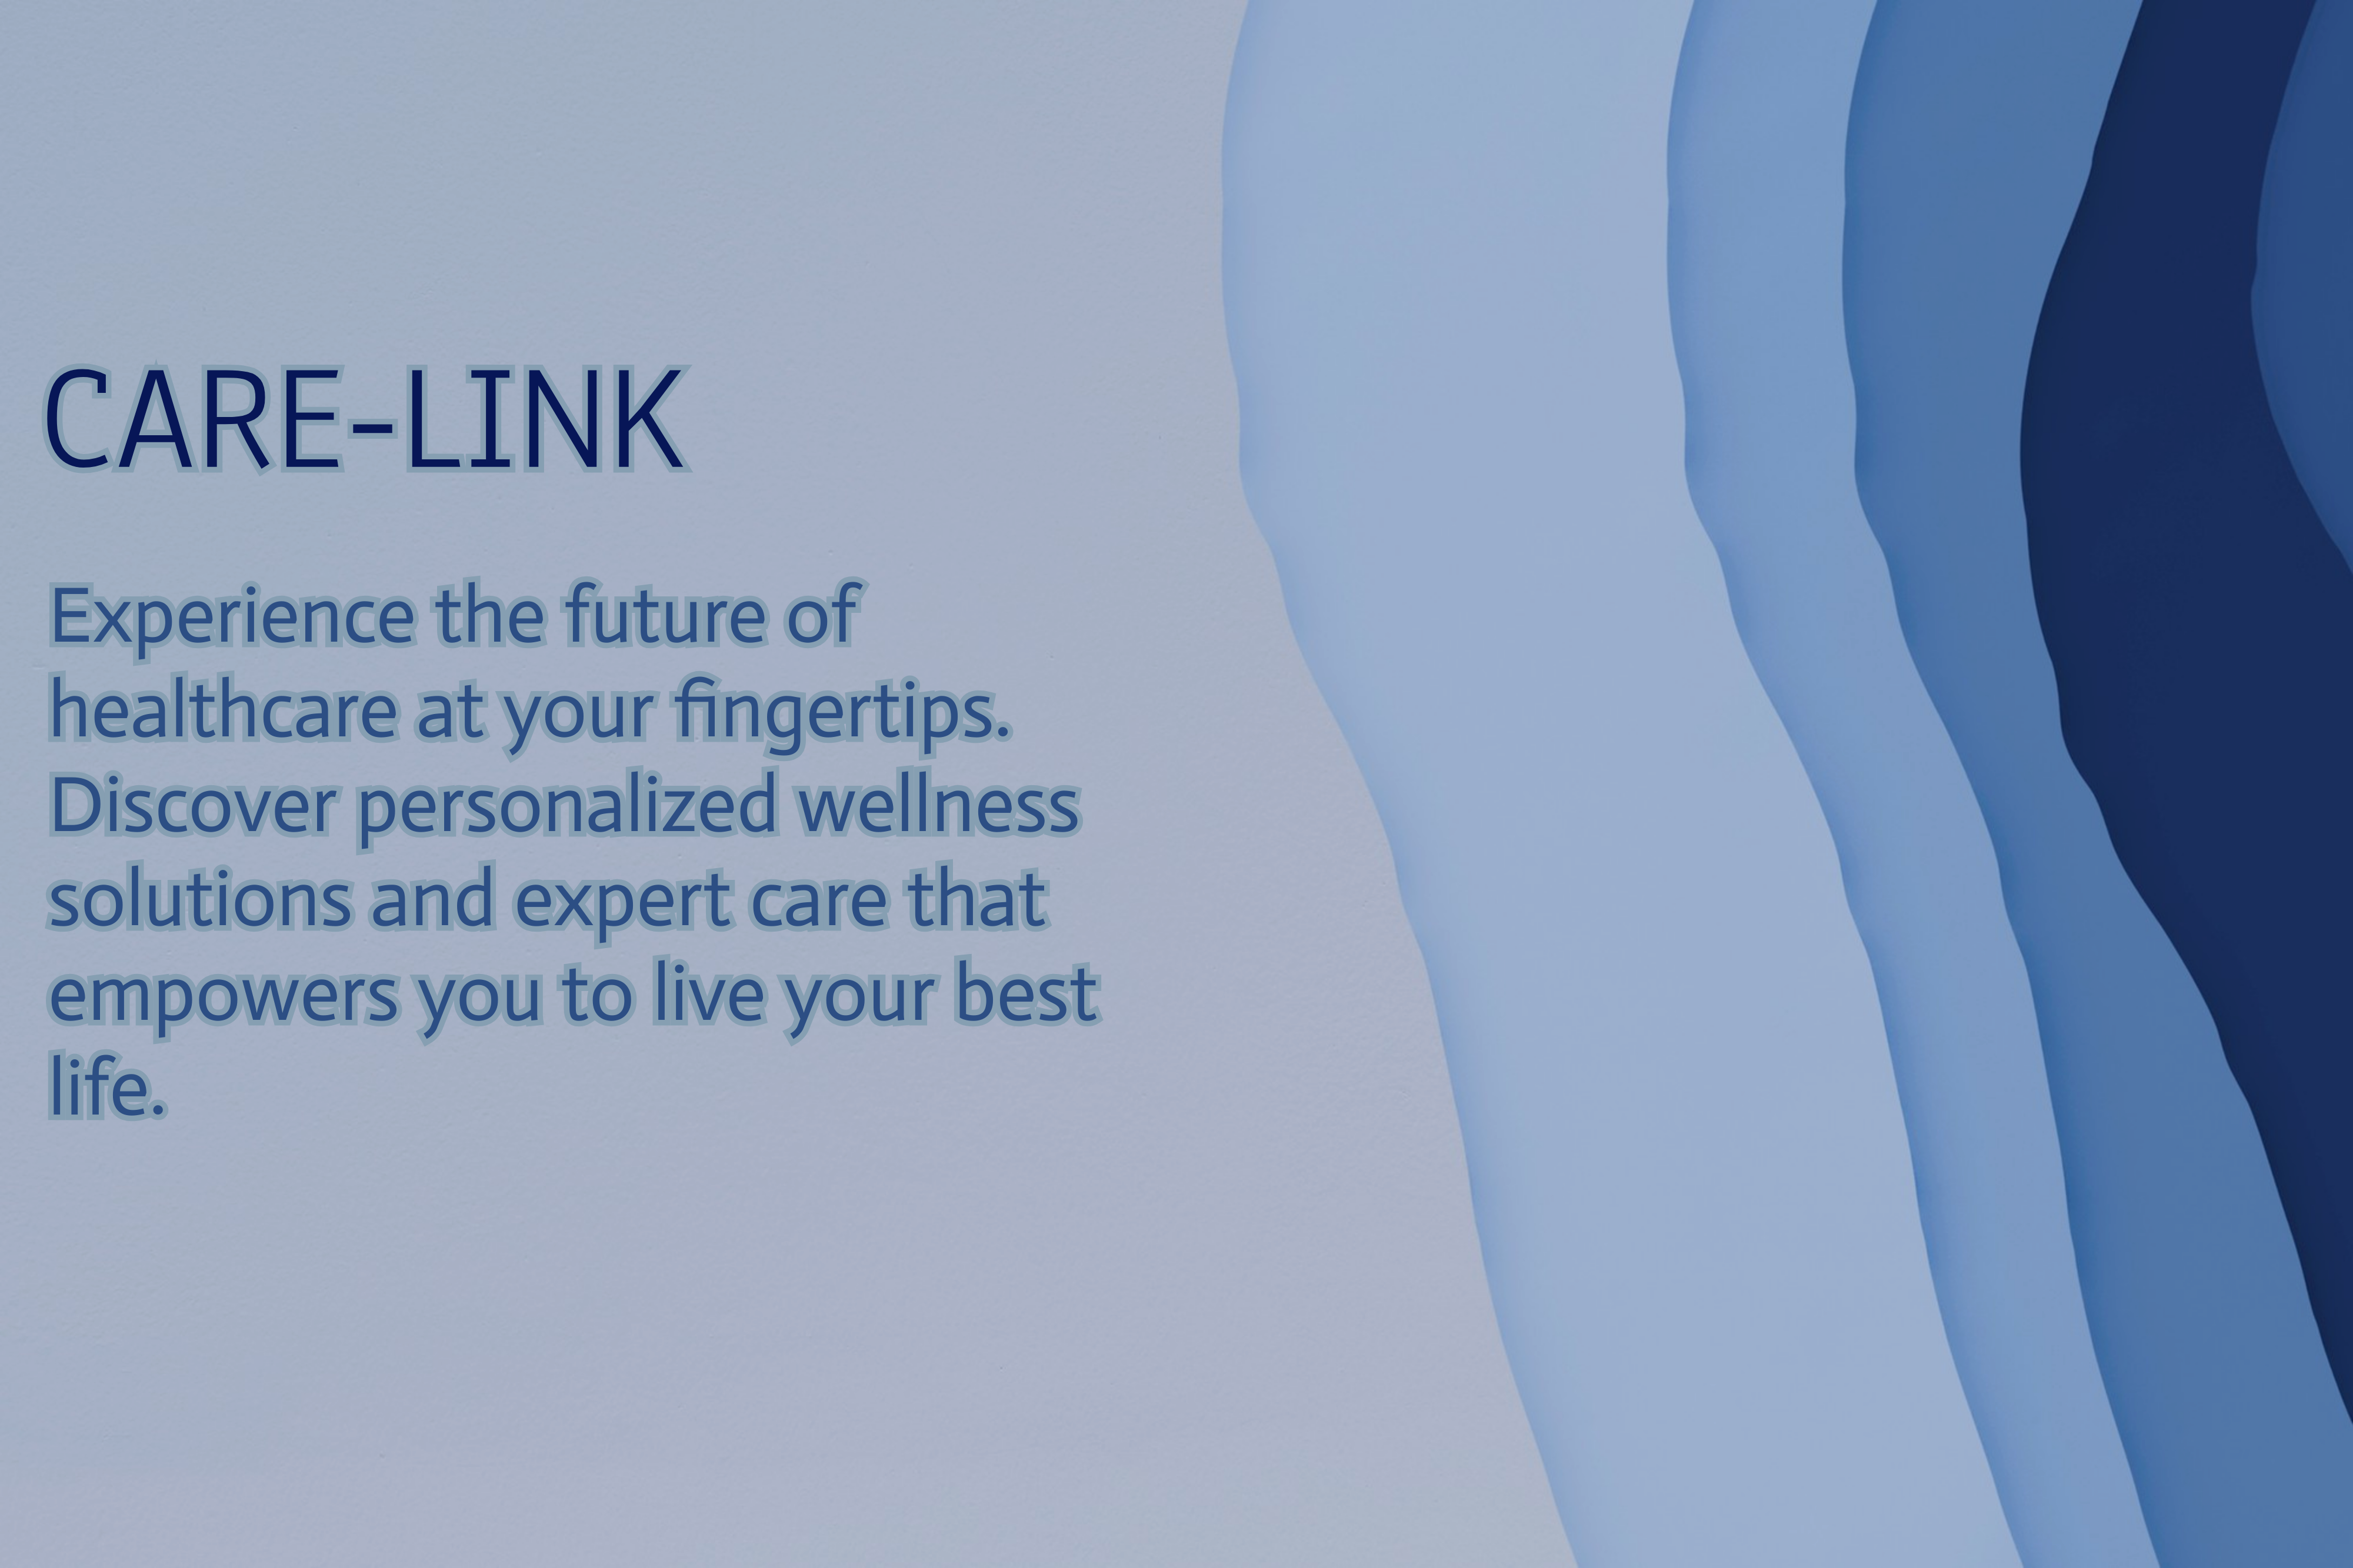 CARE-LINK
Experience the future of
healthcare at your fingertips.
Discover personalized wellness
solutions and expert care that
empowers you to live your best
life.